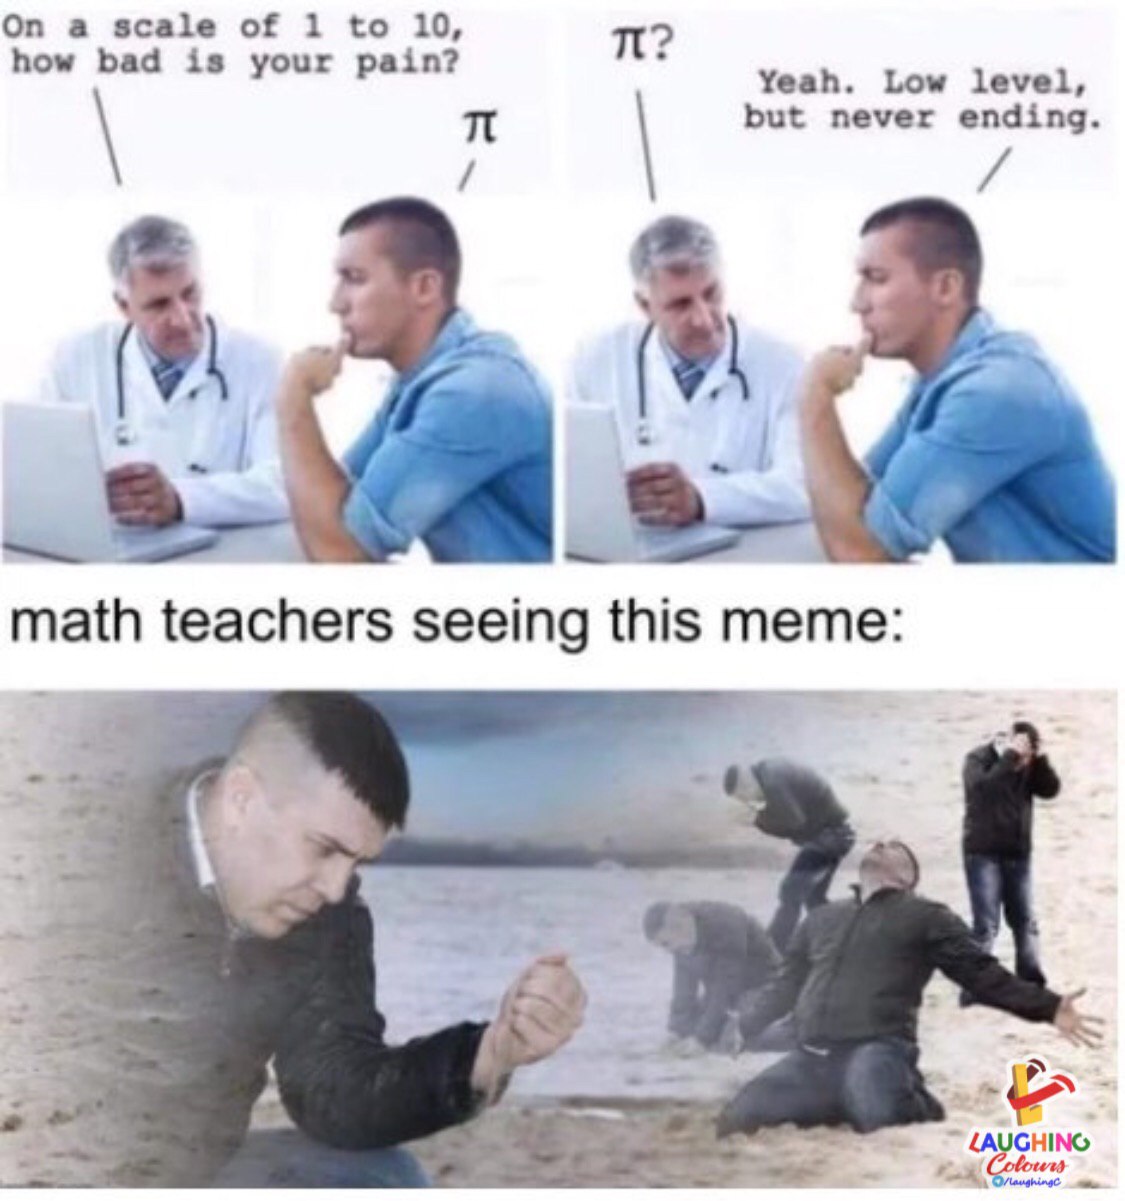 On a scale of 1 to 10,
how bad is your pain?
π
π?
Yeah. Low level,
but never ending.
math teachers seeing this meme:
LAUGHING
Colours
/laughingC